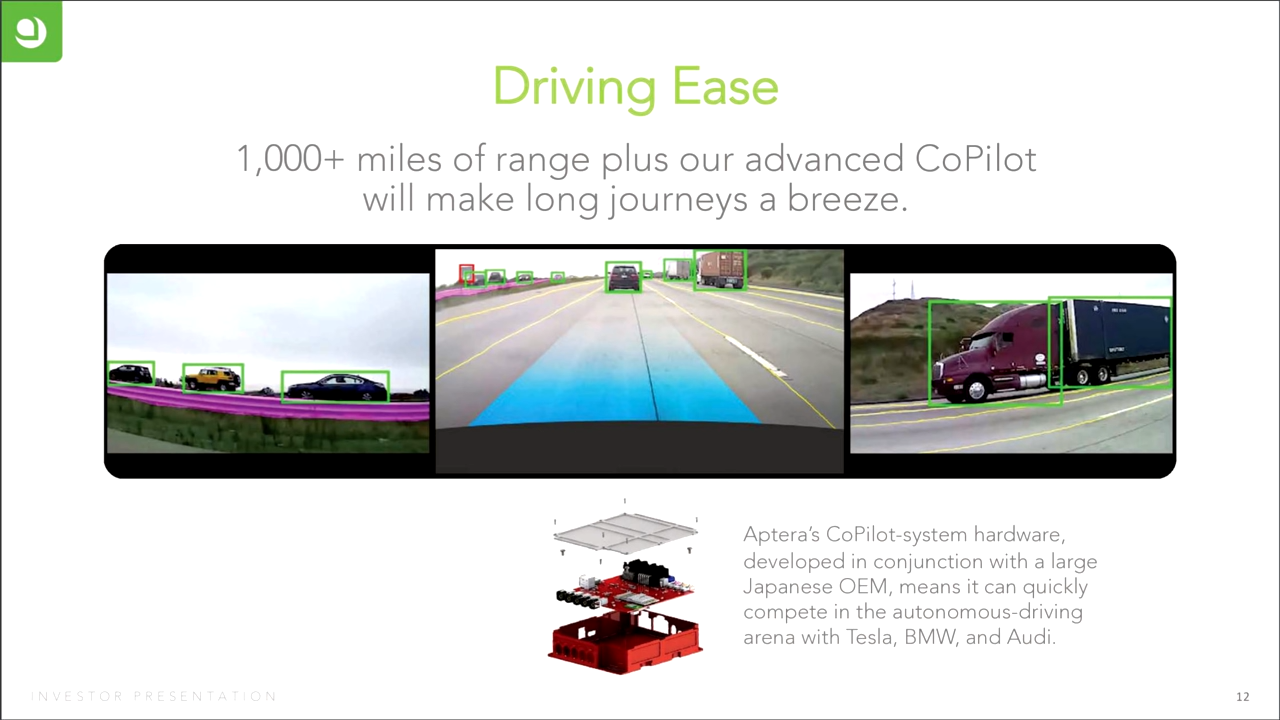 Driving Ease
1,000+ miles of range plus our advanced CoPilot
will make long journeys a breeze.
Aptera’s CoPilot-system hardware,
developed in conjunction with a large
Japanese OEM, means it can quickly
compete in the autonomous-driving
arena with Tesla, BMW, and Audi.
INVESTOR PRESENTATION
12